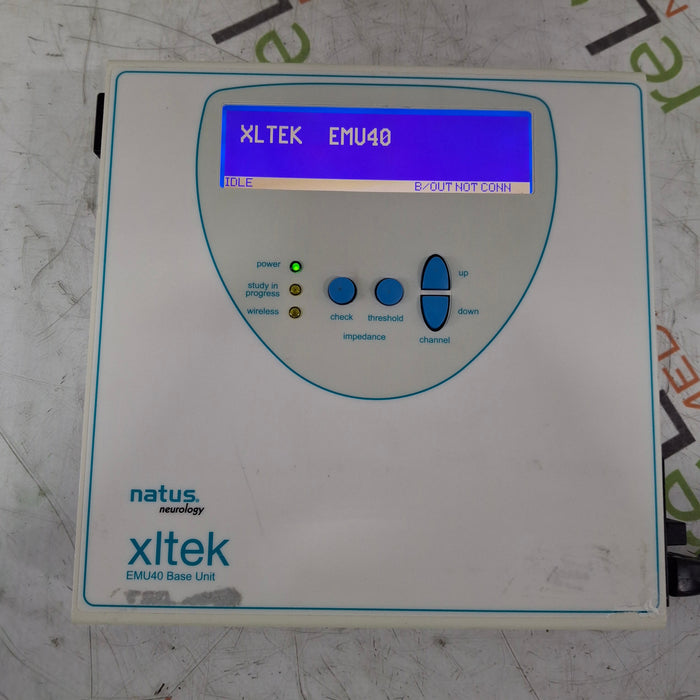 XLTEK EMU40
IDLE
B/OUT NOT CONN
power
study in
progress
wireless
up
down
check
threshold
impedance
channel
natus®
neurology
xltek
EMU40 Base Unit